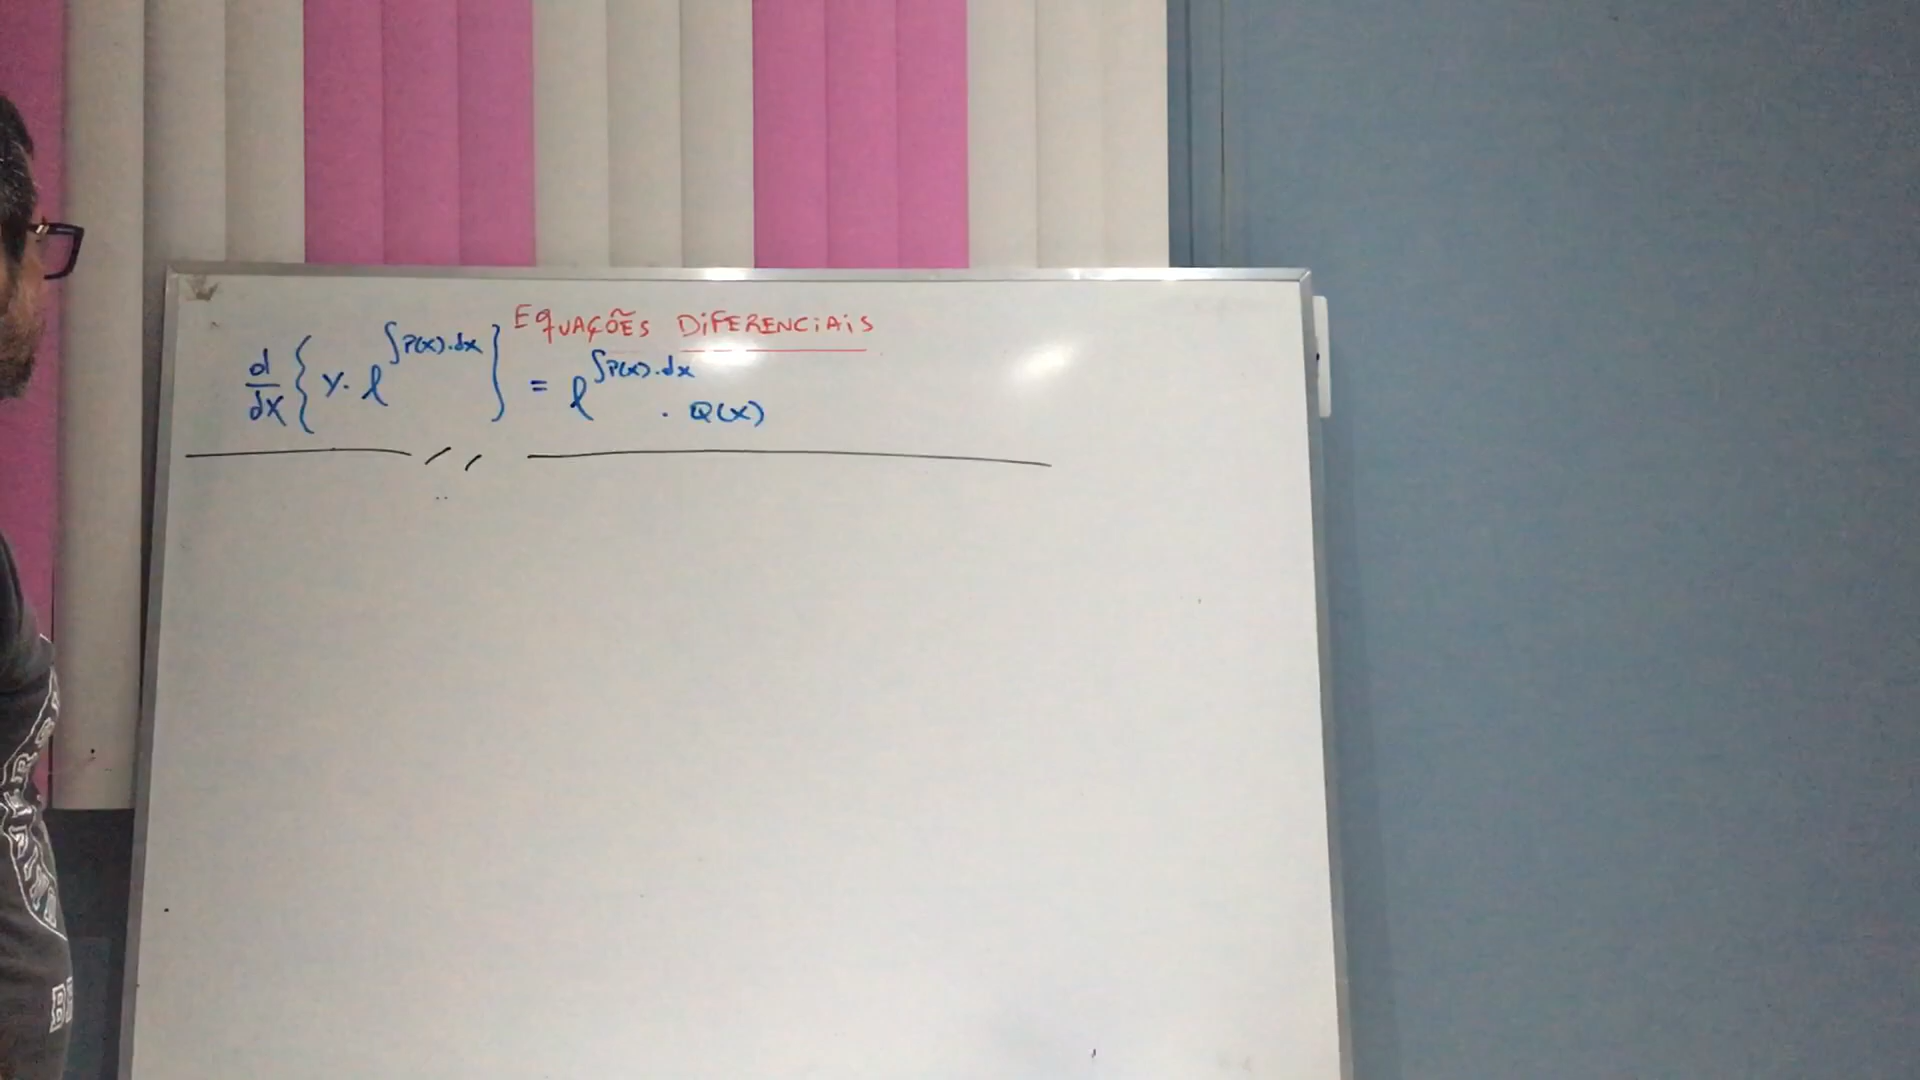 EQUAÇÕES DIFERENCIAIS
d/dx { y . e^∫P(x).dx } = e^∫P(x).dx . Q(x)